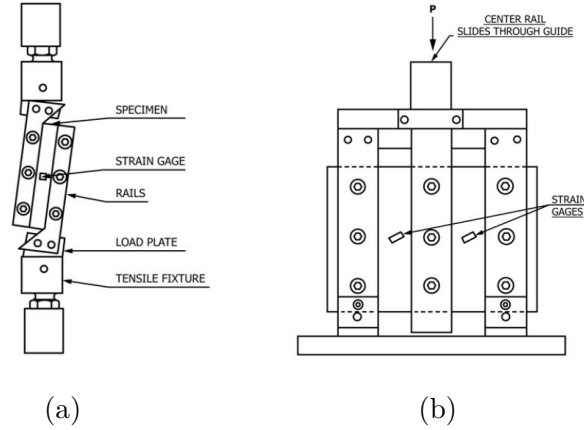 P
CENTER RAIL
SLIDES THROUGH GUIDE
SPECIMEN
STRAIN GAGE
RAILS
LOAD PLATE
TENSILE FIXTURE
STRAIN
GAGES
(a)
(b)